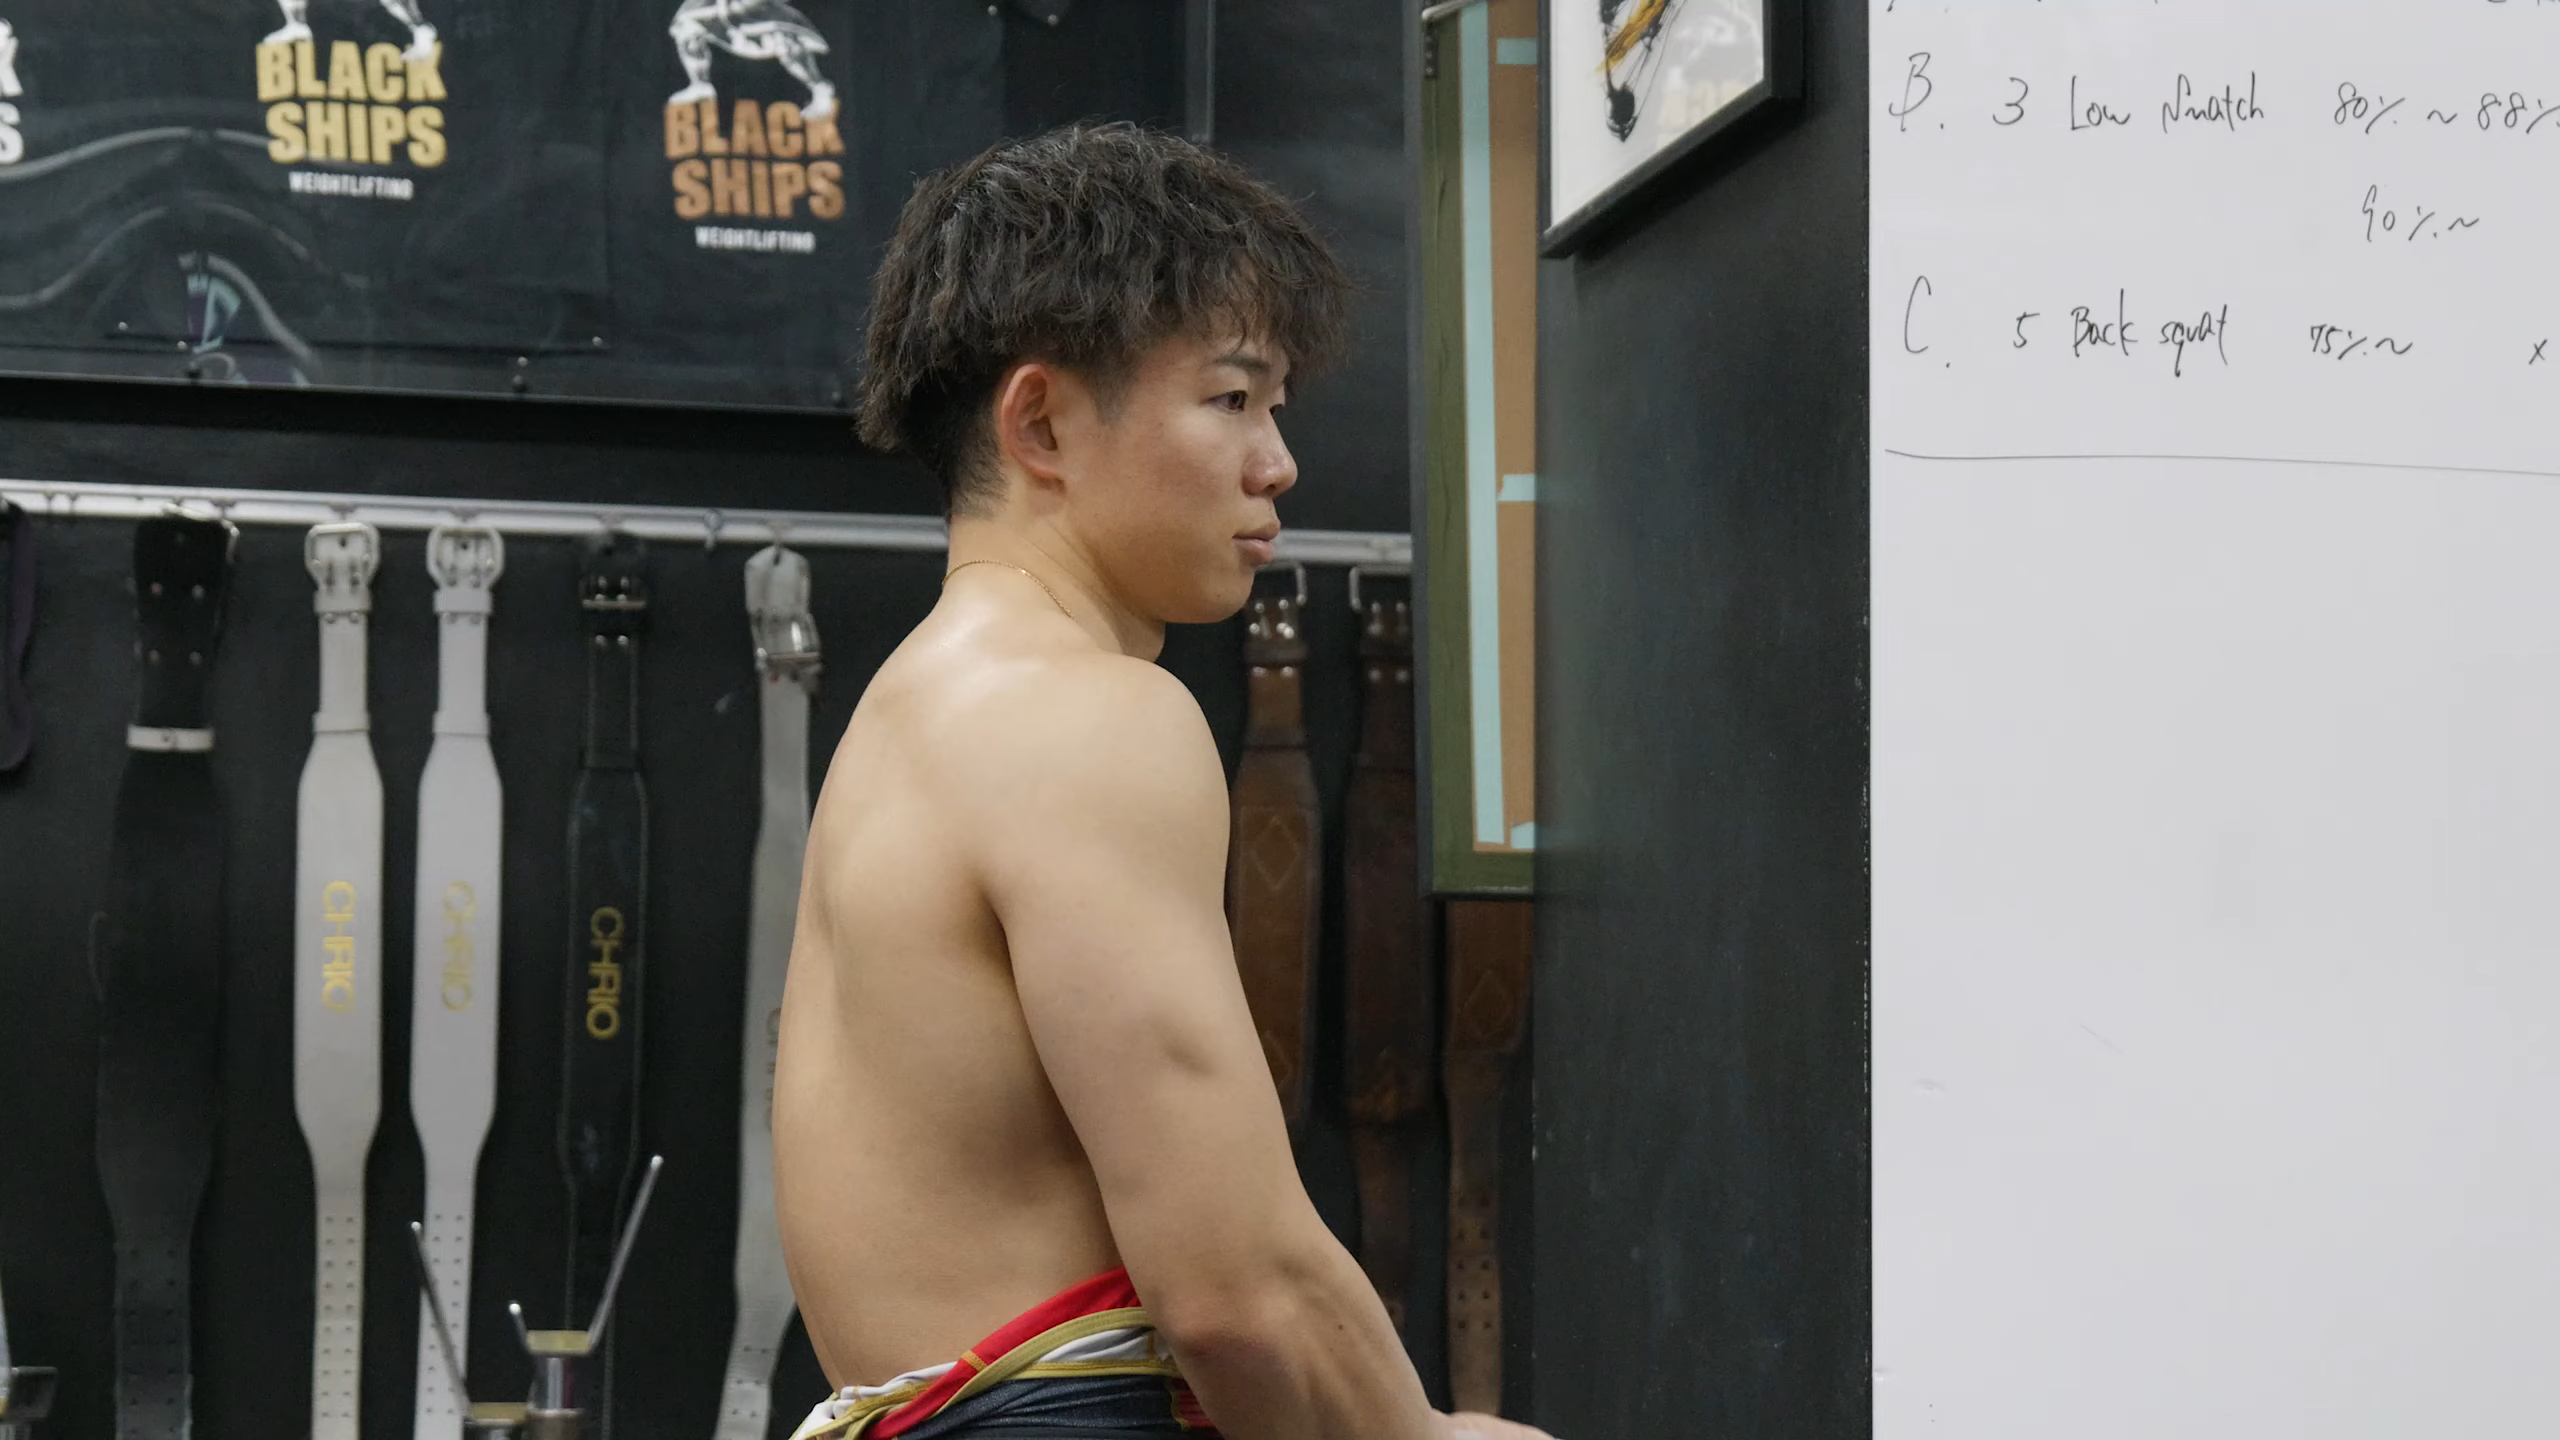 BLACK
SHIPS
WEIGHTLIFTING
BLACK
SHIPS
WEIGHTLIFTING
S
B. 3 Low Snatch 80% ~ 88%
90% ~
C. 5 Back squat 75% ~ x
CHRIO
CHRIO
CHRIO